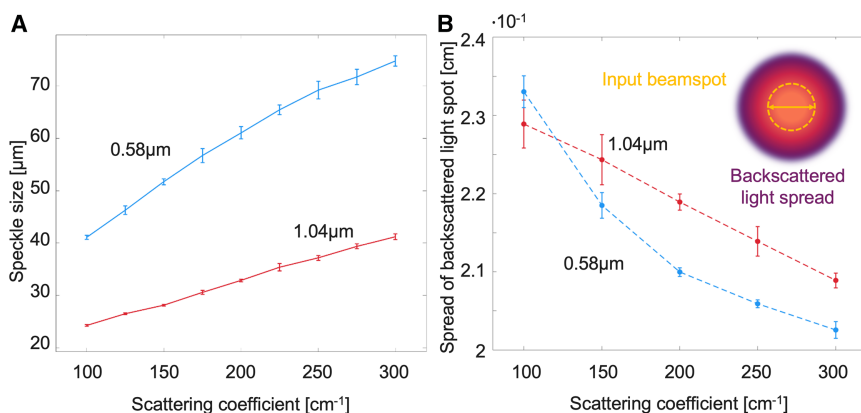 A
Speckle size [µm]
70
60
50
40
30
20
0.58µm
1.04µm
100
150
200
250
300
Scattering coefficient [cm⁻¹]
B
·10⁻¹
Spread of backscattered light spot [cm]
2.4
2.3
2.2
2.1
2
Input beamspot
1.04µm
Backscattered
light spread
0.58µm
100
150
200
250
300
Scattering coefficient [cm⁻¹]